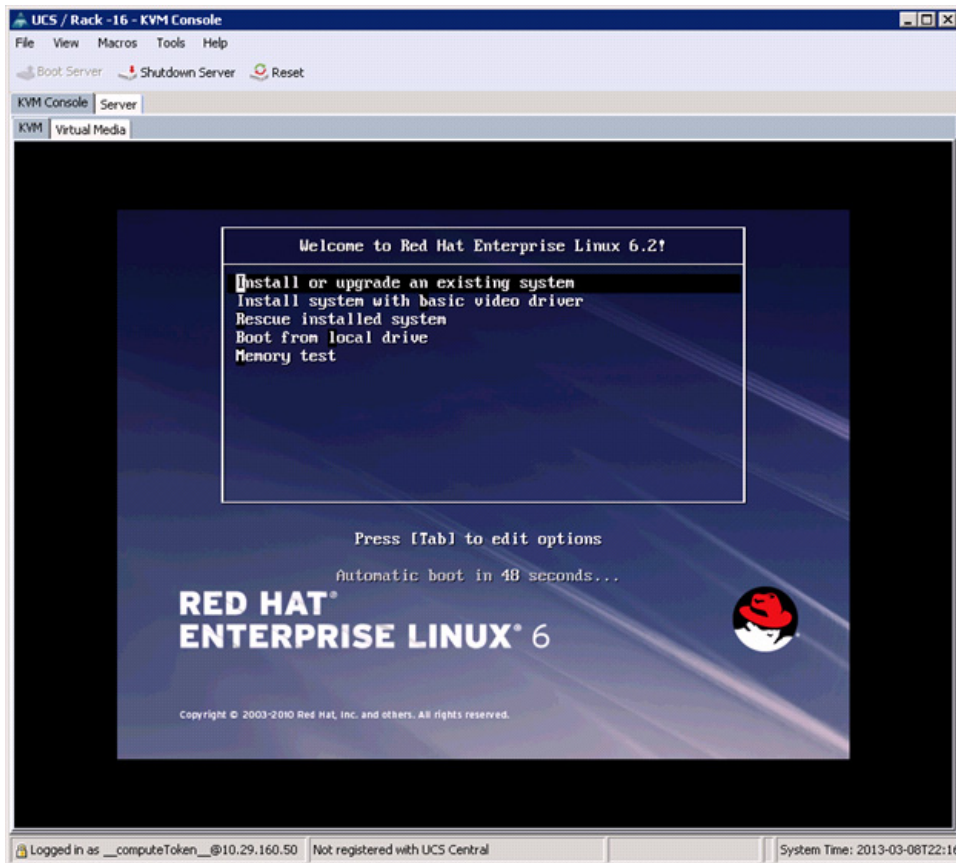 UCS / Rack -16 - KVM Console
File View Macros Tools Help
Boot Server Shutdown Server Reset
KVM Console Server
KVM Virtual Media
Welcome to Red Hat Enterprise Linux 6.2!
Install or upgrade an existing system
Install system with basic video driver
Rescue installed system
Boot from local drive
Memory test
Press [Tab] to edit options
Automatic boot in 48 seconds...
RED HAT®
ENTERPRISE LINUX® 6
Copyright © 2003-2010 Red Hat, Inc. and others. All rights reserved.
Logged in as __computeToken__@10.29.160.50 Not registered with UCS Central System Time: 2013-03-08T22:16